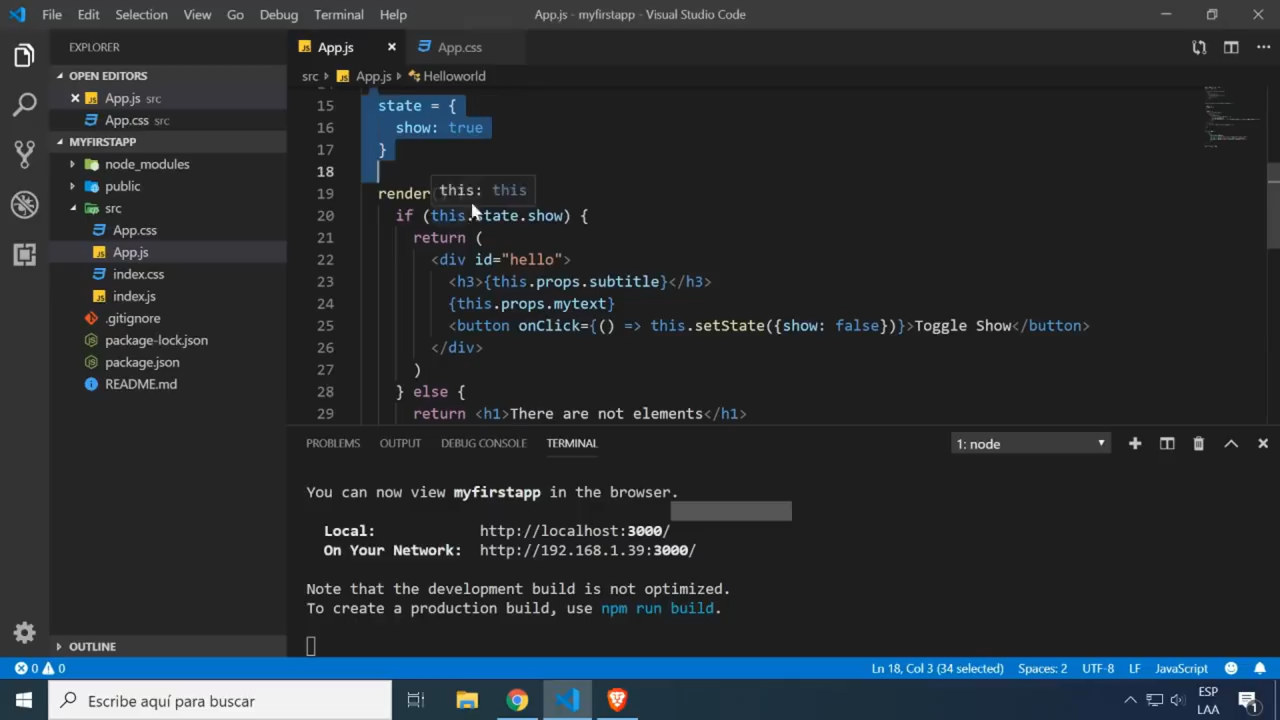 File Edit Selection View Go Debug Terminal Help
App.js - myfirstapp - Visual Studio Code
EXPLORER
OPEN EDITORS
App.js src
App.css src
MYFIRSTAPP
node_modules
public
src
App.css
App.js
index.css
index.js
.gitignore
package-lock.json
package.json
README.md
OUTLINE
App.js
App.css
src App.js Helloworld
15 state = {
16 show: true
17 }
18
this: this
19 render
20 if (this.state.show) {
21 return (
22 <div id="hello">
23 <h3>{this.props.subtitle}</h3>
24 {this.props.mytext}
25 <button onClick={() => this.setState({show: false})}>Toggle Show</button>
26 </div>
27 )
28 } else {
29 return <h1>There are not elements</h1>
PROBLEMS OUTPUT DEBUG CONSOLE TERMINAL
1: node
You can now view myfirstapp in the browser.
Local: http://localhost:3000/
On Your Network: http://192.168.1.39:3000/
Note that the development build is not optimized.
To create a production build, use npm run build.
0 0
Ln 18, Col 3 (34 selected) Spaces: 2 UTF-8 LF JavaScript
Escribe aquí para buscar
ESP
LAA
1